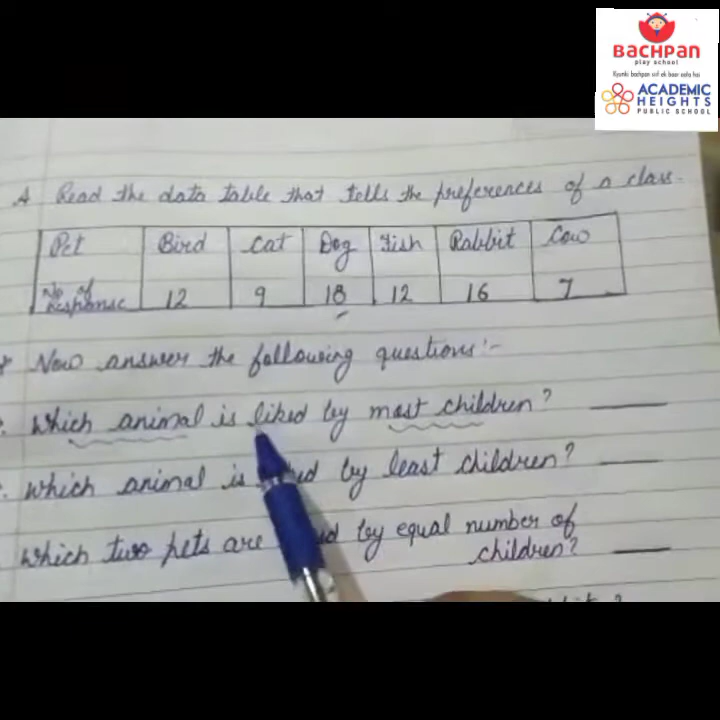 BACHPAN
play school
ACADEMIC
HEIGHTS
PUBLIC SCHOOL
A Read the data table that tells the preferences of a class.
Pet Bird Cat Dog Fish Rabbit Cow
No of response 12 9 18 12 16 7
Now answer the following questions:-
Which animal is liked by most children?
which animal is by least children?
which two pets are by equal number of
children?